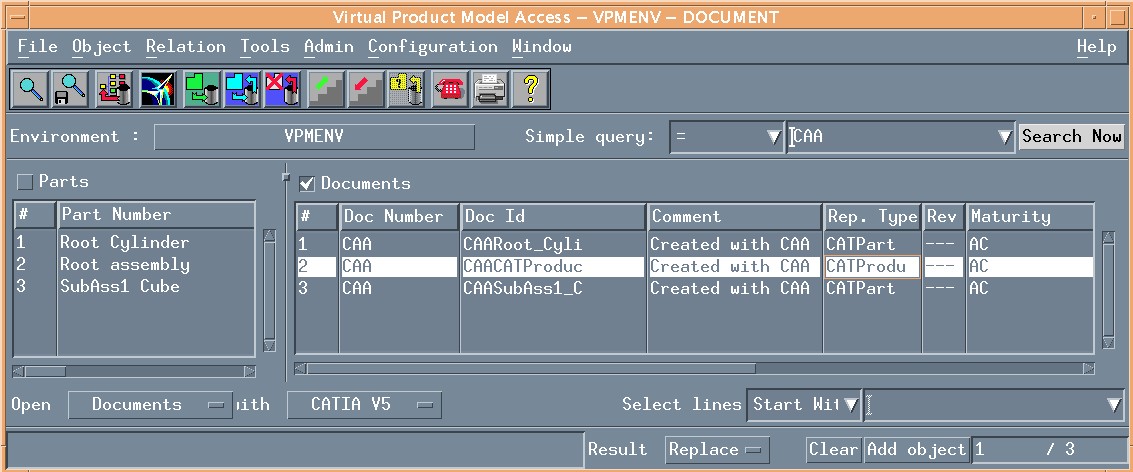 Virtual Product Model Access – VPMENV – DOCUMENT
File Object Relation Tools Admin Configuration Window Help
Environment : VPMENV Simple query: = CAA Search Now
Parts
Documents
# Part Number
1 Root Cylinder
2 Root assembly
3 SubAss1 Cube
# Doc Number Doc Id Comment Rep. Type Rev Maturity
1 CAA CAARoot_Cyli Created with CAA CATPart --- AC
2 CAA CAACATProduc Created with CAA CATProdu --- AC
3 CAA CAASubAss1_C Created with CAA CATPart --- AC
Open Documents with CATIA V5 Select lines Start Wit
Result Replace Clear Add object 1 / 3